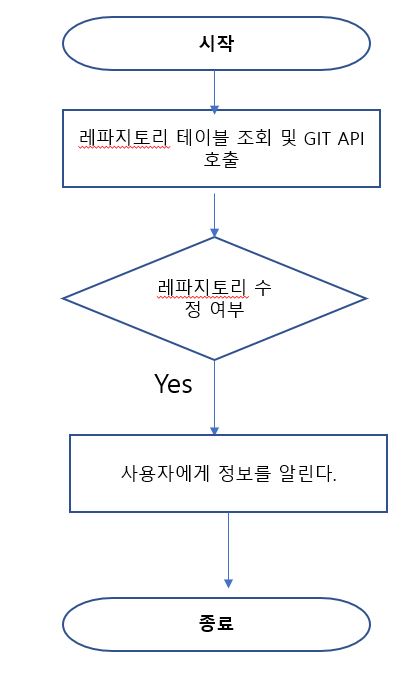 시작
레파지토리 테이블 조회 및 GIT API
호출
레파지토리 수
정 여부
Yes
사용자에게 정보를 알린다.
종료